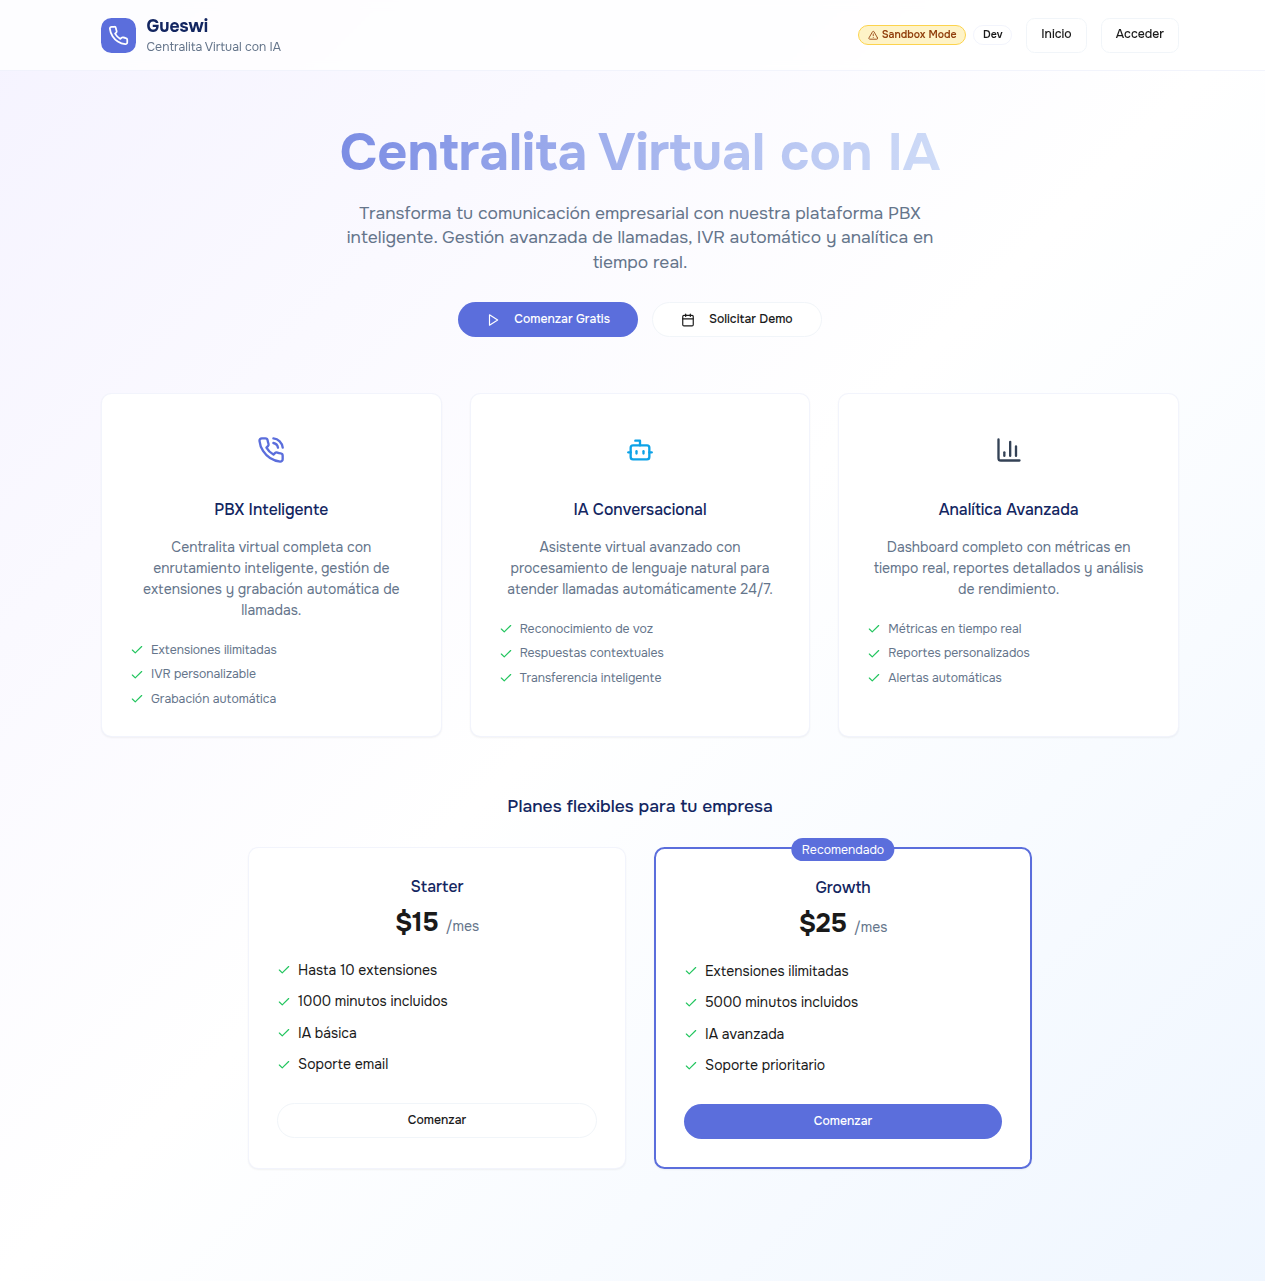 Gueswi
Centralita Virtual con IA
Sandbox Mode
Dev
Inicio
Acceder
Centralita Virtual con IA
Transforma tu comunicación empresarial con nuestra plataforma PBX
inteligente. Gestión avanzada de llamadas, IVR automático y analítica en
tiempo real.
Comenzar Gratis
Solicitar Demo
PBX Inteligente
Centralita virtual completa con
enrutamiento inteligente, gestión de
extensiones y grabación automática de
llamadas.
Extensiones ilimitadas
IVR personalizable
Grabación automática
IA Conversacional
Asistente virtual avanzado con
procesamiento de lenguaje natural para
atender llamadas automáticamente 24/7.
Reconocimiento de voz
Respuestas contextuales
Transferencia inteligente
Analítica Avanzada
Dashboard completo con métricas en
tiempo real, reportes detallados y análisis
de rendimiento.
Métricas en tiempo real
Reportes personalizados
Alertas automáticas
Planes flexibles para tu empresa
Starter
$15 /mes
Hasta 10 extensiones
1000 minutos incluidos
IA básica
Soporte email
Comenzar
Recomendado
Growth
$25 /mes
Extensiones ilimitadas
5000 minutos incluidos
IA avanzada
Soporte prioritario
Comenzar